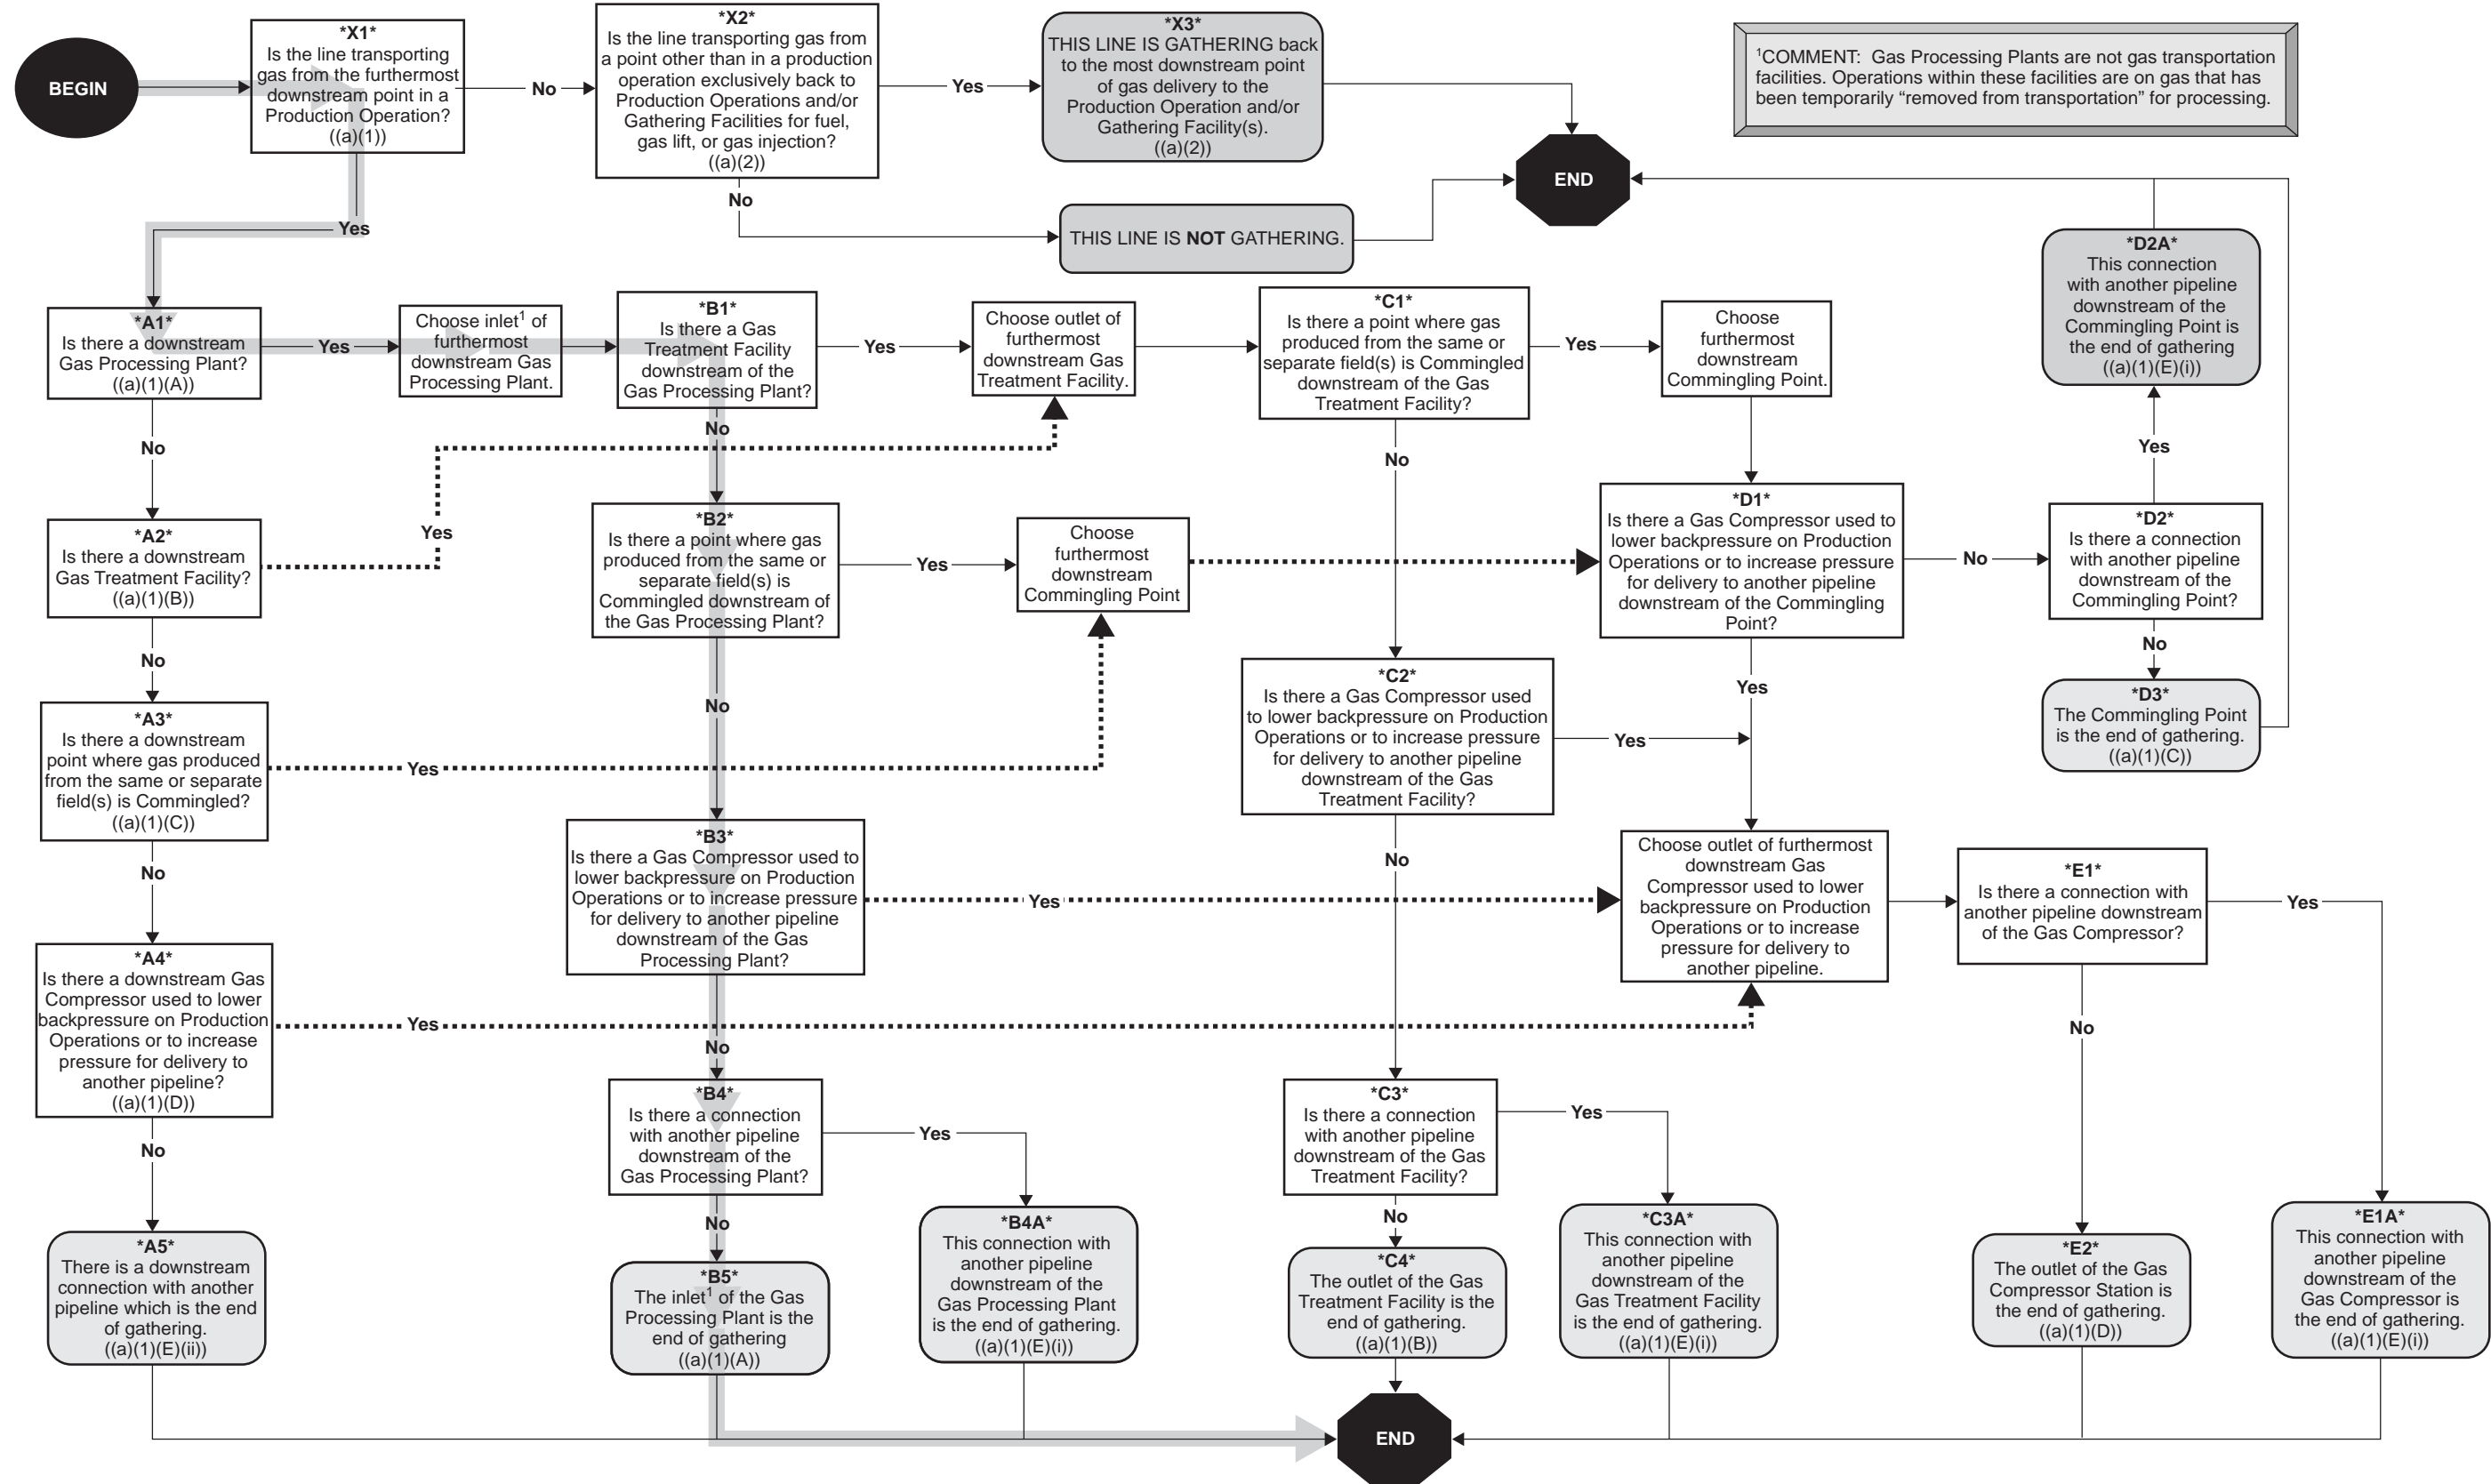 BEGIN
*X1*
Is the line transporting
gas from the furthermost
downstream point in a
Production Operation?
((a)(1))
No
*X2*
Is the line transporting gas from
a point other than in a production
operation exclusively back to
Production Operations and/or
Gathering Facilities for fuel,
gas lift, or gas injection?
((a)(2))
Yes
*X3*
THIS LINE IS GATHERING back
to the most downstream point
of gas delivery to the
Production Operation and/or
Gathering Facility(s).
((a)(2))
¹COMMENT: Gas Processing Plants are not gas transportation
facilities. Operations within these facilities are on gas that has
been temporarily “removed from transportation” for processing.
END
No
THIS LINE IS NOT GATHERING.
Yes
*A1*
Is there a downstream
Gas Processing Plant?
((a)(1)(A))
Yes
Choose inlet¹ of
furthermost
downstream Gas
Processing Plant.
*B1*
Is there a Gas
Treatment Facility
downstream of the
Gas Processing Plant?
Yes
Choose outlet of
furthermost
downstream Gas
Treatment Facility.
*C1*
Is there a point where gas
produced from the same or
separate field(s) is Commingled
downstream of the Gas
Treatment Facility?
Yes
Choose
furthermost
downstream
Commingling Point.
*D2A*
This connection
with another pipeline
downstream of the
Commingling Point is
the end of gathering
((a)(1)(E)(i))
No
No
No
Yes
*A2*
Is there a downstream
Gas Treatment Facility?
((a)(1)(B))
Yes
*B2*
Is there a point where gas
produced from the same or
separate field(s) is
Commingled downstream of
the Gas Processing Plant?
Yes
Choose
furthermost
downstream
Commingling Point
*D1*
Is there a Gas Compressor used to
lower backpressure on Production
Operations or to increase pressure
for delivery to another pipeline
downstream of the Commingling
Point?
No
*D2*
Is there a connection
with another pipeline
downstream of the
Commingling Point?
No
No
Yes
No
*A3*
Is there a downstream
point where gas produced
from the same or separate
field(s) is Commingled?
((a)(1)(C))
Yes
*C2*
Is there a Gas Compressor used
to lower backpressure on Production
Operations or to increase pressure
for delivery to another pipeline
downstream of the Gas
Treatment Facility?
Yes
*D3*
The Commingling Point
is the end of gathering.
((a)(1)(C))
No
*B3*
Is there a Gas Compressor used to
lower backpressure on Production
Operations or to increase pressure
for delivery to another pipeline
downstream of the Gas
Processing Plant?
Yes
No
Choose outlet of furthermost
downstream Gas
Compressor used to lower
backpressure on Production
Operations or to increase
pressure for delivery to
another pipeline.
*E1*
Is there a connection with
another pipeline downstream
of the Gas Compressor?
Yes
*A4*
Is there a downstream Gas
Compressor used to lower
backpressure on Production
Operations or to increase
pressure for delivery to
another pipeline?
((a)(1)(D))
Yes
No
No
No
*B4*
Is there a connection
with another pipeline
downstream of the
Gas Processing Plant?
Yes
*C3*
Is there a connection
with another pipeline
downstream of the Gas
Treatment Facility?
Yes
No
No
*A5*
There is a downstream
connection with another
pipeline which is the end
of gathering.
((a)(1)(E)(ii))
*B5*
The inlet¹ of the Gas
Processing Plant is the
end of gathering
((a)(1)(A))
*B4A*
This connection with
another pipeline
downstream of the
Gas Processing Plant
is the end of gathering.
((a)(1)(E)(i))
*C4*
The outlet of the Gas
Treatment Facility is the
end of gathering.
((a)(1)(B))
*C3A*
This connection with
another pipeline
downstream of the
Gas Treatment Facility
is the end of gathering.
((a)(1)(E)(i))
*E2*
The outlet of the Gas
Compressor Station is
the end of gathering.
((a)(1)(D))
*E1A*
This connection with
another pipeline
downstream of the
Gas Compressor is
the end of gathering.
((a)(1)(E)(i))
END